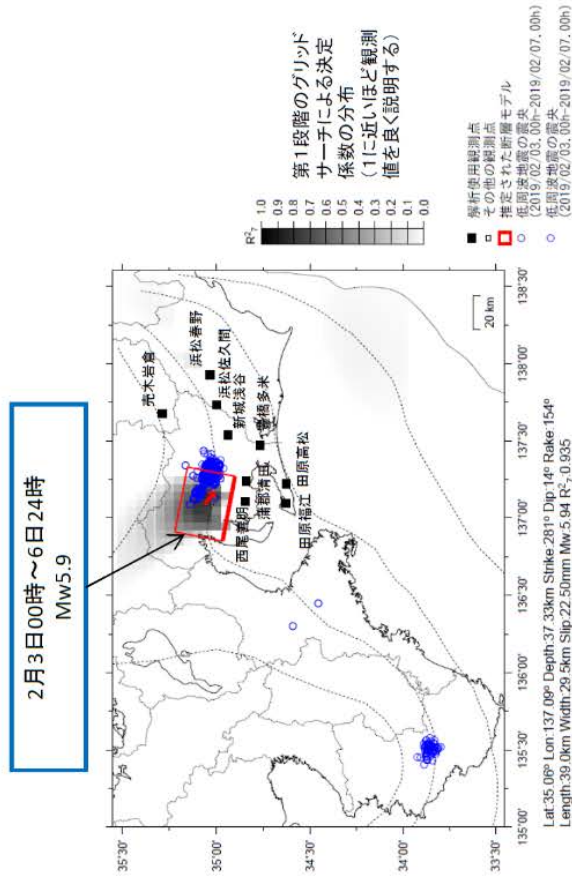 2月3日00時~6日24時
Mw5.9
35°30'
35°00'
34°30'
34°00'
33°30'
135°00'
135°30'
136°00'
136°30'
137°00'
137°30'
138°00'
138°30'
売木岩倉
浜松春野
浜松佐久間
新城浅谷
豊橋多米
西尾善明
蒲郡清田
田原福江
田原高松
20 km
R²₇
1.0
0.9
0.8
0.7
0.6
0.5
0.4
0.3
0.2
0.1
0.0
第1段階のグリッド
サーチによる決定
係数の分布
(1に近いほど観測
値を良く説明する)
解析使用観測点
その他の観測点
推定された断層モデル
低周波地震の震央
(2019/02/03.00h-2019/02/07.00h)
低周波地震の震央
(2019/02/03.00h-2019/02/07.00h)
Lat:35.06º Lon:137.09º Depth:37.33km Strike:281º Dip:14º Rake:154º
Length:39.0km Width:29.5km Slip:22.50mm Mw:5.94 R²₇:0.935